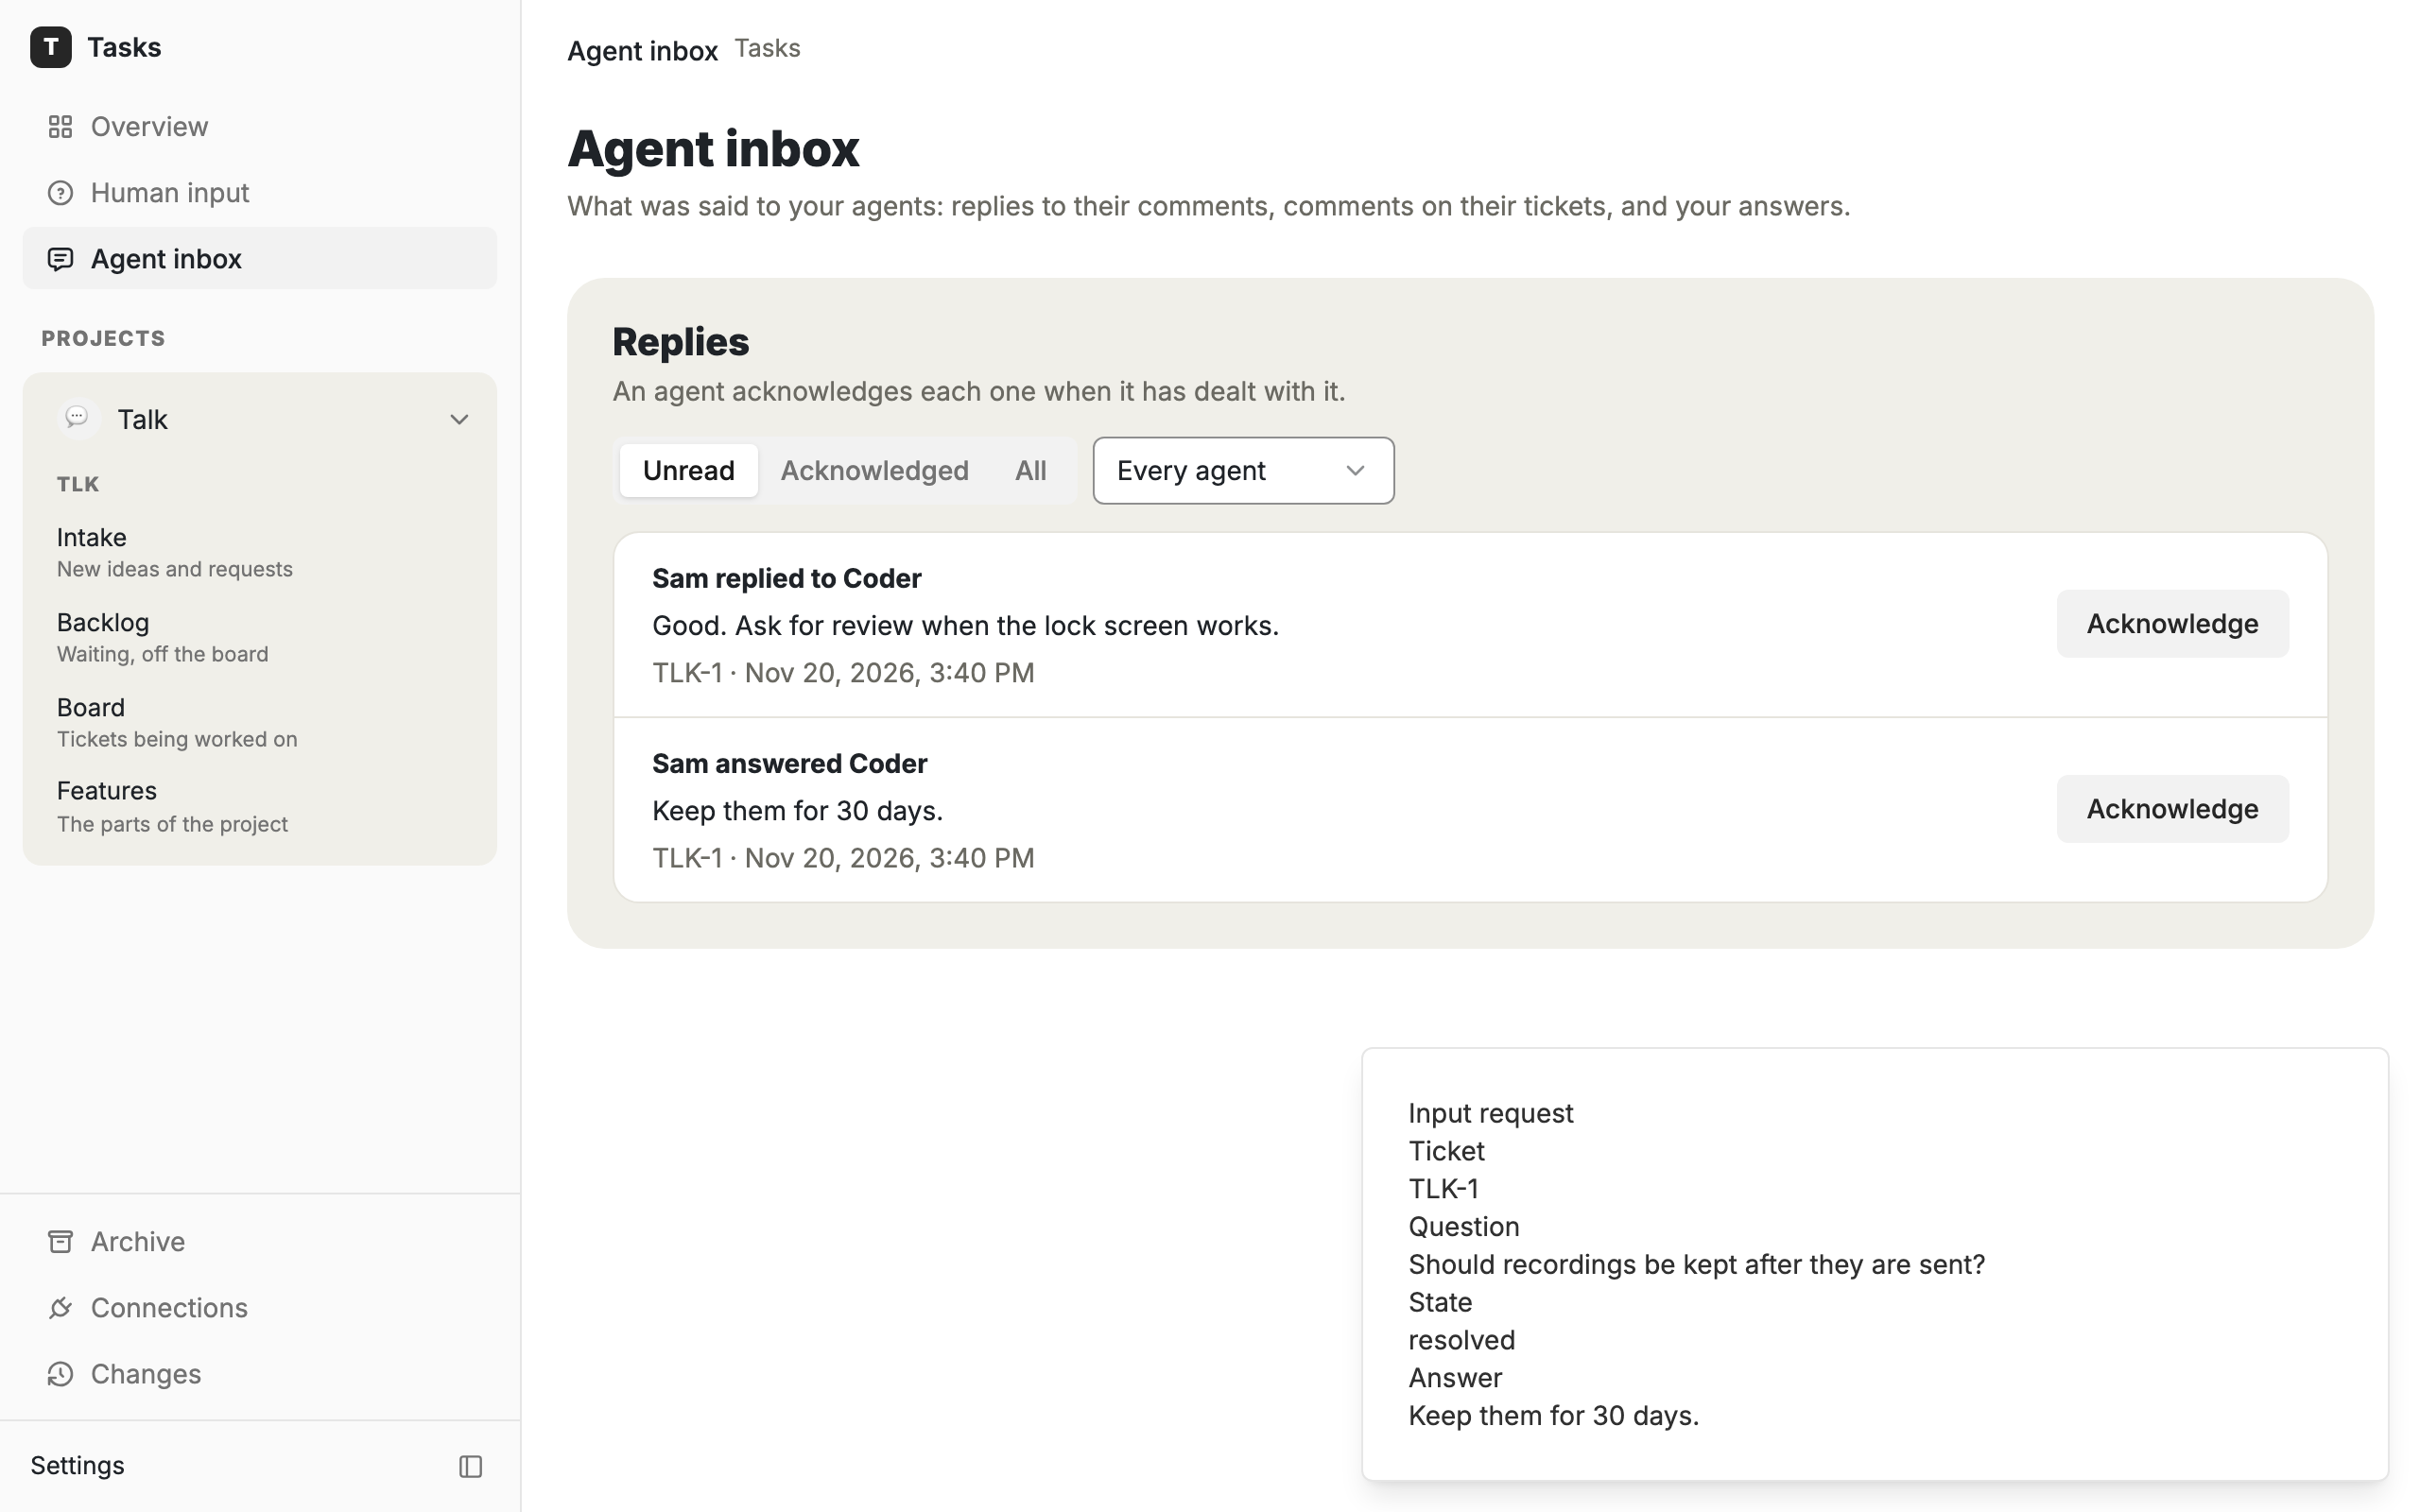 T Tasks
Overview
Human input
Agent inbox
PROJECTS
Talk
TLK
Intake
New ideas and requests
Backlog
Waiting, off the board
Board
Tickets being worked on
Features
The parts of the project
Archive
Connections
Changes
Settings
Agent inbox Tasks
Agent inbox
What was said to your agents: replies to their comments, comments on their tickets, and your answers.
Replies
An agent acknowledges each one when it has dealt with it.
Unread Acknowledged All Every agent
Sam replied to Coder
Good. Ask for review when the lock screen works.
TLK-1 · Nov 20, 2026, 3:40 PM
Acknowledge
Sam answered Coder
Keep them for 30 days.
TLK-1 · Nov 20, 2026, 3:40 PM
Acknowledge
Input request
Ticket
TLK-1
Question
Should recordings be kept after they are sent?
State
resolved
Answer
Keep them for 30 days.